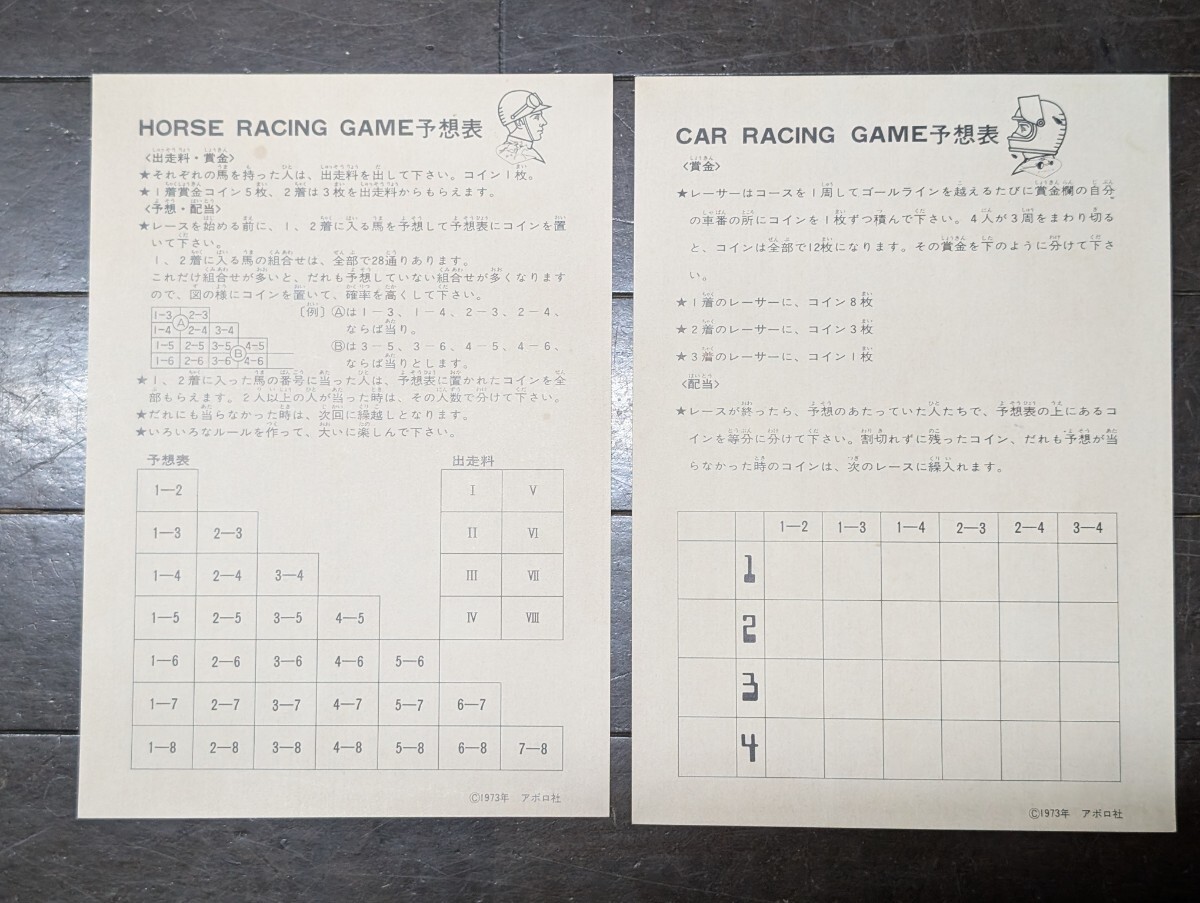 HORSE RACING GAME予想表
〈出走料・賞金〉
★それぞれの馬を持った人は、出走料を出して下さい。コイン1枚。
★1着賞金コイン5枚、2着は3枚を出走料からもらえます。
〈予想・配当〉
★レースを始める前に、1、2着に入る馬を予想して予想表にコインを置
いて下さい。
1、2着に入る馬の組合せは、全部で28通りあります。
これだけ組合せが多いと、だれも予想していない組合せが多くなります
ので、図の様にコインを置いて、確率を高くして下さい。
1-3 2-3
1-4 2-4 3-4
1-5 2-5 3-5 4-5
1-6 2-6 3-6 4-6
A
B
〔例〕Ⓐは1-3、1-4、2-3、2-4、
ならば当り。
Ⓑは3-5、3-6、4-5、4-6、
ならば当りとします。
★1、2着に入った馬の番号に当った人は、予想表に置かれたコインを全
部もらえます。2人以上の人が当った時は、その人数で分けて下さい。
★だれにも当らなかった時は、次回に繰越しとなります。
★いろいろなルールを作って、大いに楽しんで下さい。
予想表
1—2
1—3 2—3
1—4 2—4 3—4
1—5 2—5 3—5 4—5
1—6 2—6 3—6 4—6 5—6
1—7 2—7 3—7 4—7 5—7 6—7
1—8 2—8 3—8 4—8 5—8 6—8 7—8
出走料
Ⅰ Ⅴ
Ⅱ Ⅵ
Ⅲ Ⅶ
Ⅳ Ⅷ
©1973年 アポロ社
CAR RACING GAME予想表
〈賞金〉
★レーサーはコースを1周してゴールラインを越えるたびに賞金欄の自分
の車番の所にコインを1枚ずつ積んで下さい。4人が3周をまわり切る
と、コインは全部で12枚になります。その賞金を下のように分けて下さ
い。
★1着のレーサーに、コイン8枚
★2着のレーサーに、コイン3枚
★3着のレーサーに、コイン1枚
〈配当〉
★レースが終ったら、予想のあたっていた人たちで、予想表の上にあるコ
インを等分に分けて下さい。割切れずに残ったコイン、だれも予想が当
らなかった時のコインは、次のレースに繰入れます。
1—2 1—3 1—4 2—3 2—4 3—4
1
2
3
4
©1973年 アポロ社